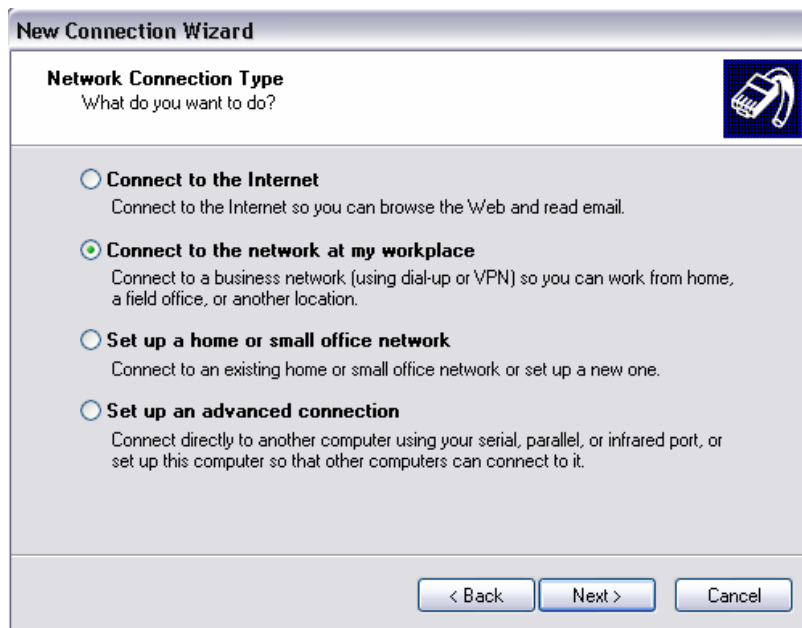 New Connection Wizard
Network Connection Type
What do you want to do?
Connect to the Internet
Connect to the Internet so you can browse the Web and read email.
Connect to the network at my workplace
Connect to a business network (using dial-up or VPN) so you can work from home,
a field office, or another location.
Set up a home or small office network
Connect to an existing home or small office network or set up a new one.
Set up an advanced connection
Connect directly to another computer using your serial, parallel, or infrared port, or
set up this computer so that other computers can connect to it.
< Back Next > Cancel